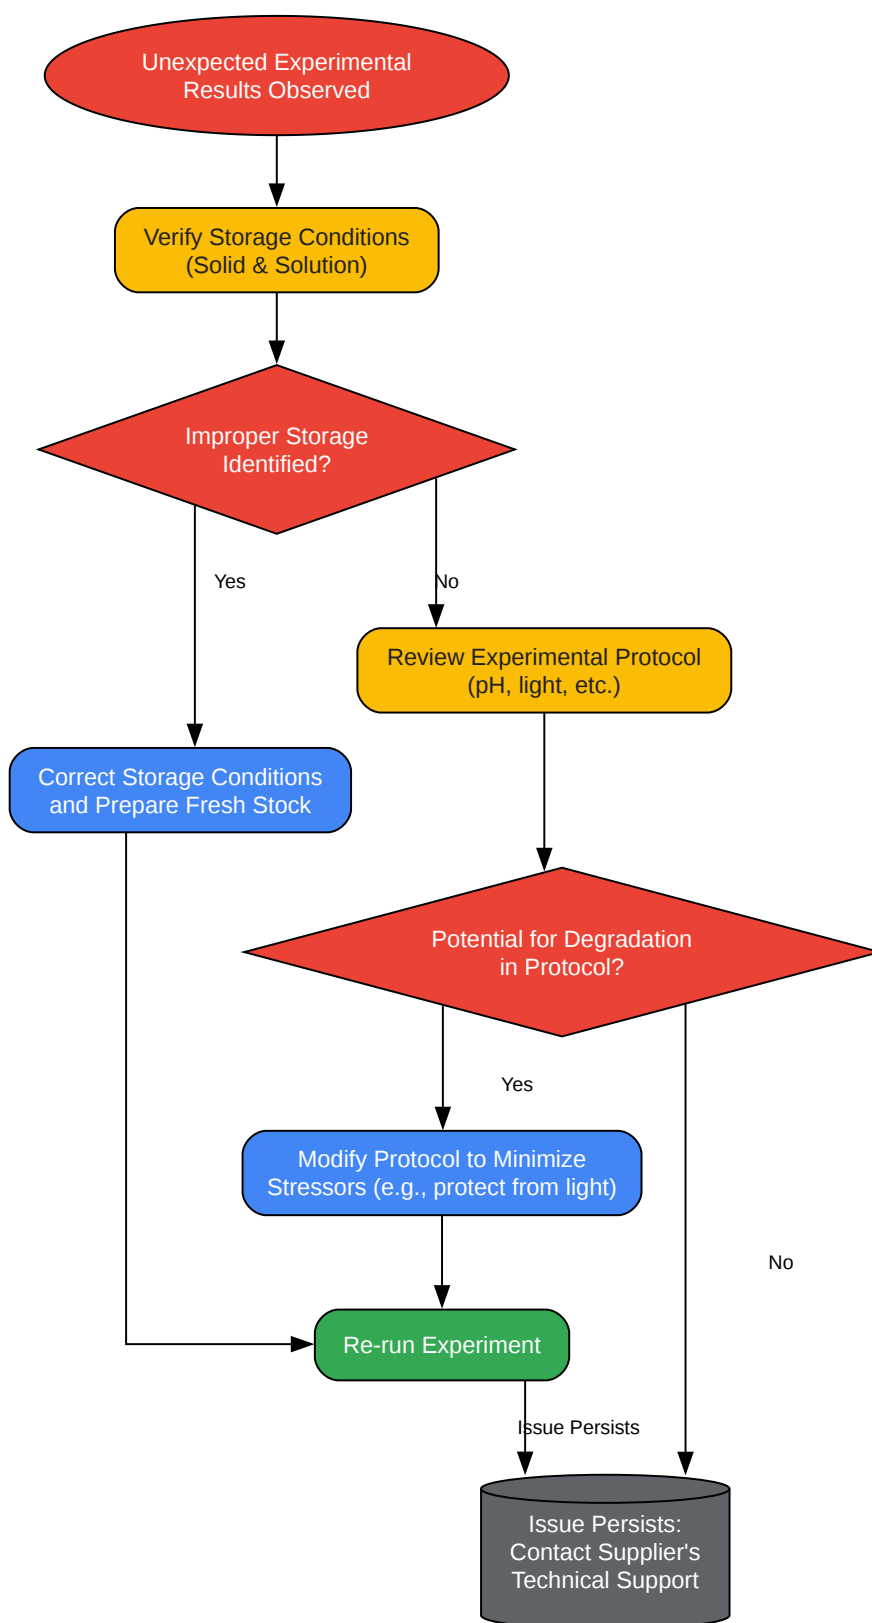 Unexpected Experimental
Results Observed
Verify Storage Conditions
(Solid & Solution)
Improper Storage
Identified?
Yes
No
Review Experimental Protocol
(pH, light, etc.)
Correct Storage Conditions
and Prepare Fresh Stock
Potential for Degradation
in Protocol?
Yes
Modify Protocol to Minimize
Stressors (e.g., protect from light)
No
Re-run Experiment
Issue Persists
Issue Persists:
Contact Supplier's
Technical Support